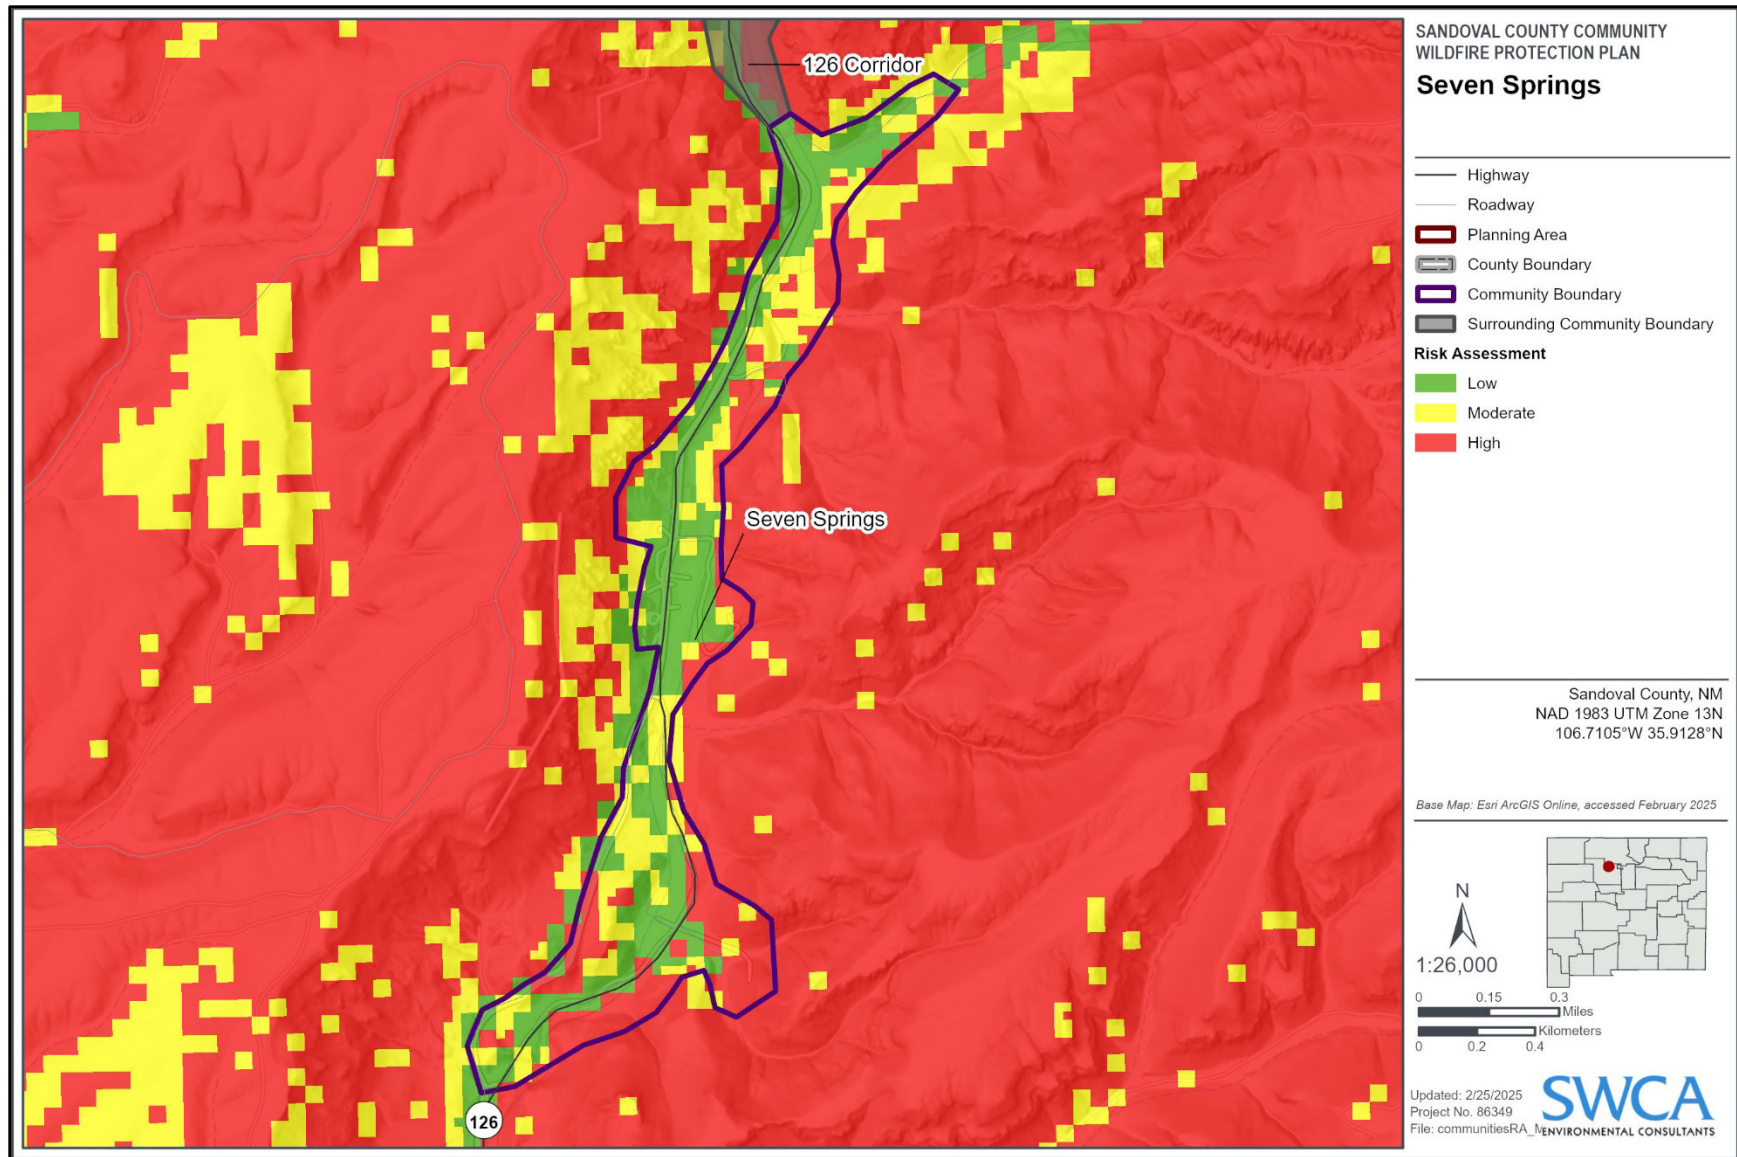 126 Corridor
Seven Springs
126
SANDOVAL COUNTY COMMUNITY
WILDFIRE PROTECTION PLAN
Seven Springs
Highway
Roadway
Planning Area
County Boundary
Community Boundary
Surrounding Community Boundary
Risk Assessment
Low
Moderate
High
Sandoval County, NM
NAD 1983 UTM Zone 13N
106.7105°W 35.9128°N
Base Map: Esri ArcGIS Online, accessed February 2025
N
1:26,000
0 0.15 0.3
Miles
Kilometers
0 0.2 0.4
Updated: 2/25/2025
Project No. 86349
File: communitiesRA_M
SWCA
ENVIRONMENTAL CONSULTANTS